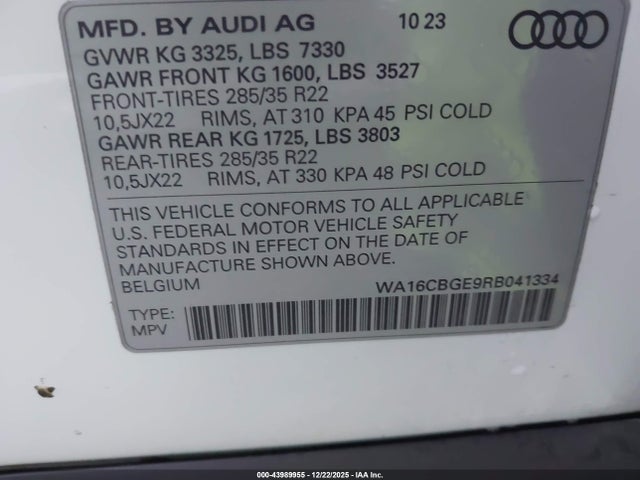 MFD. BY AUDI AG 10 23
GVWR KG 3325, LBS 7330
GAWR FRONT KG 1600, LBS 3527
FRONT-TIRES 285/35 R22
10,5JX22 RIMS, AT 310 KPA 45 PSI COLD
GAWR REAR KG 1725, LBS 3803
REAR-TIRES 285/35 R22
10,5JX22 RIMS, AT 330 KPA 48 PSI COLD
THIS VEHICLE CONFORMS TO ALL APPLICABLE
U.S. FEDERAL MOTOR VEHICLE SAFETY
STANDARDS IN EFFECT ON THE DATE OF
MANUFACTURE SHOWN ABOVE.
BELGIUM WA16CBGE9RB041334
TYPE:
MPV
000-43989955 - 12/22/2025 - IAA Inc.